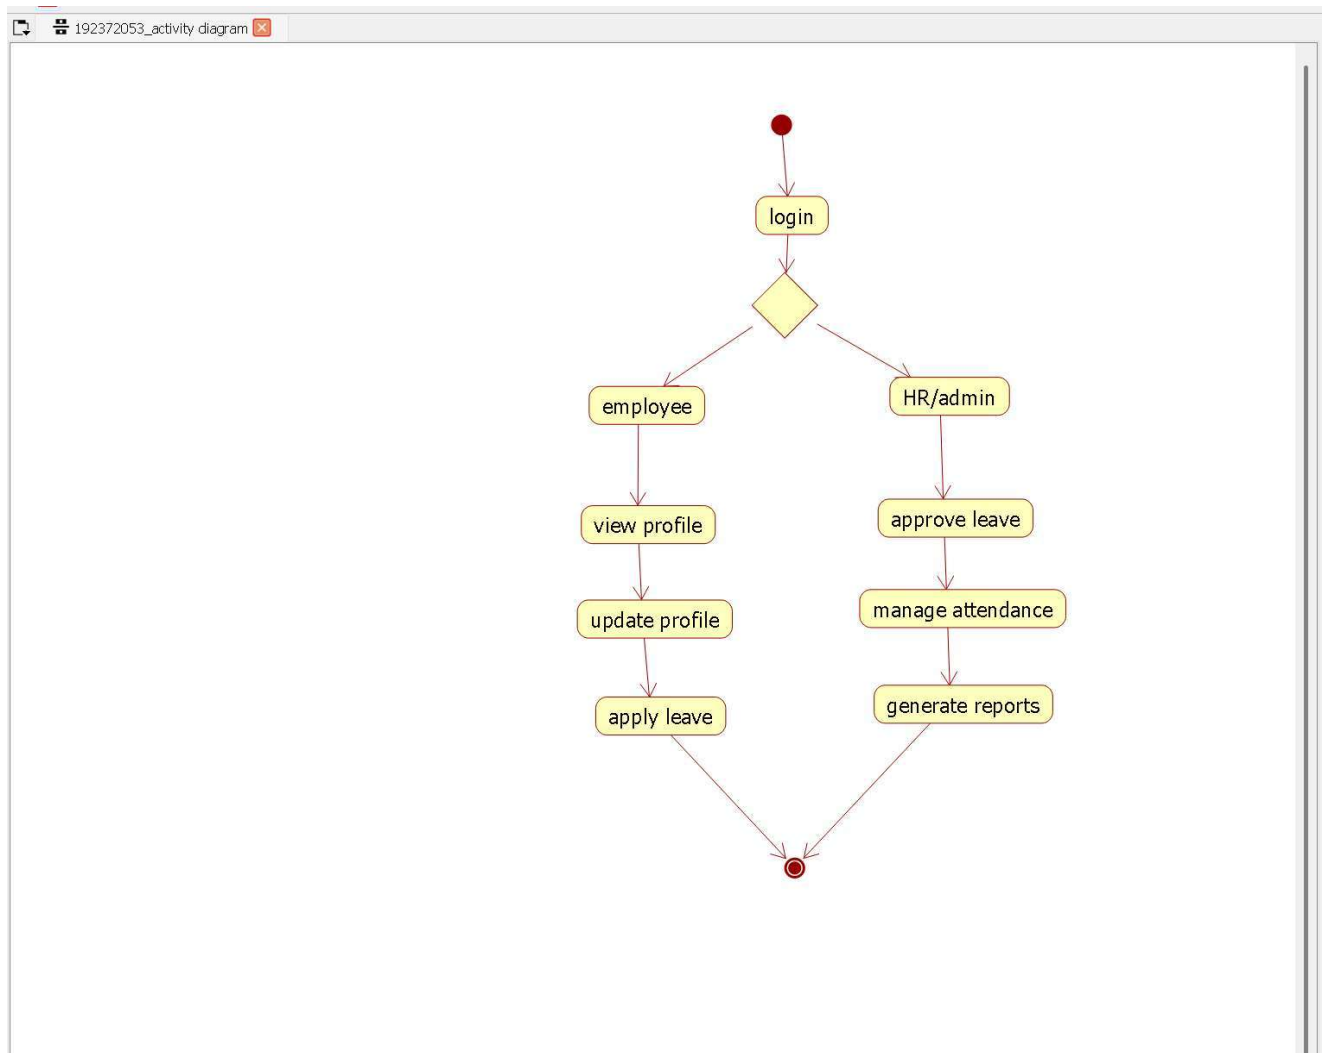 192372053_activity diagram
login
employee
HR/admin
view profile
approve leave
update profile
manage attendance
apply leave
generate reports